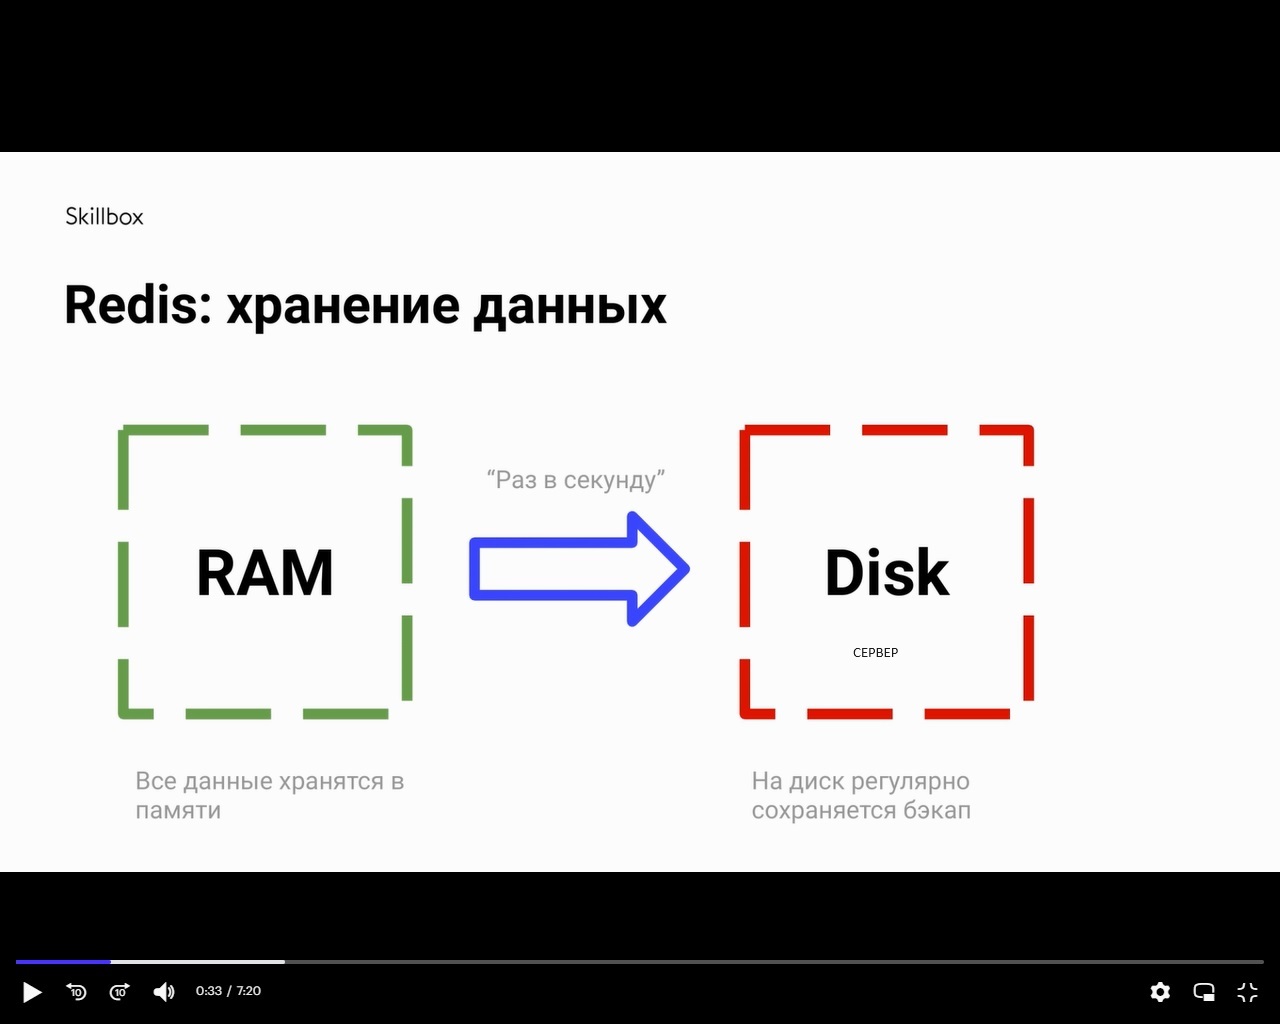 Skillbox
Redis: хранение данных
“Раз в секунду”
RAM
Disk
СЕРВЕР
Все данные хранятся в
памяти
На диск регулярно
сохраняется бэкап
10
10
0:33 / 7:20